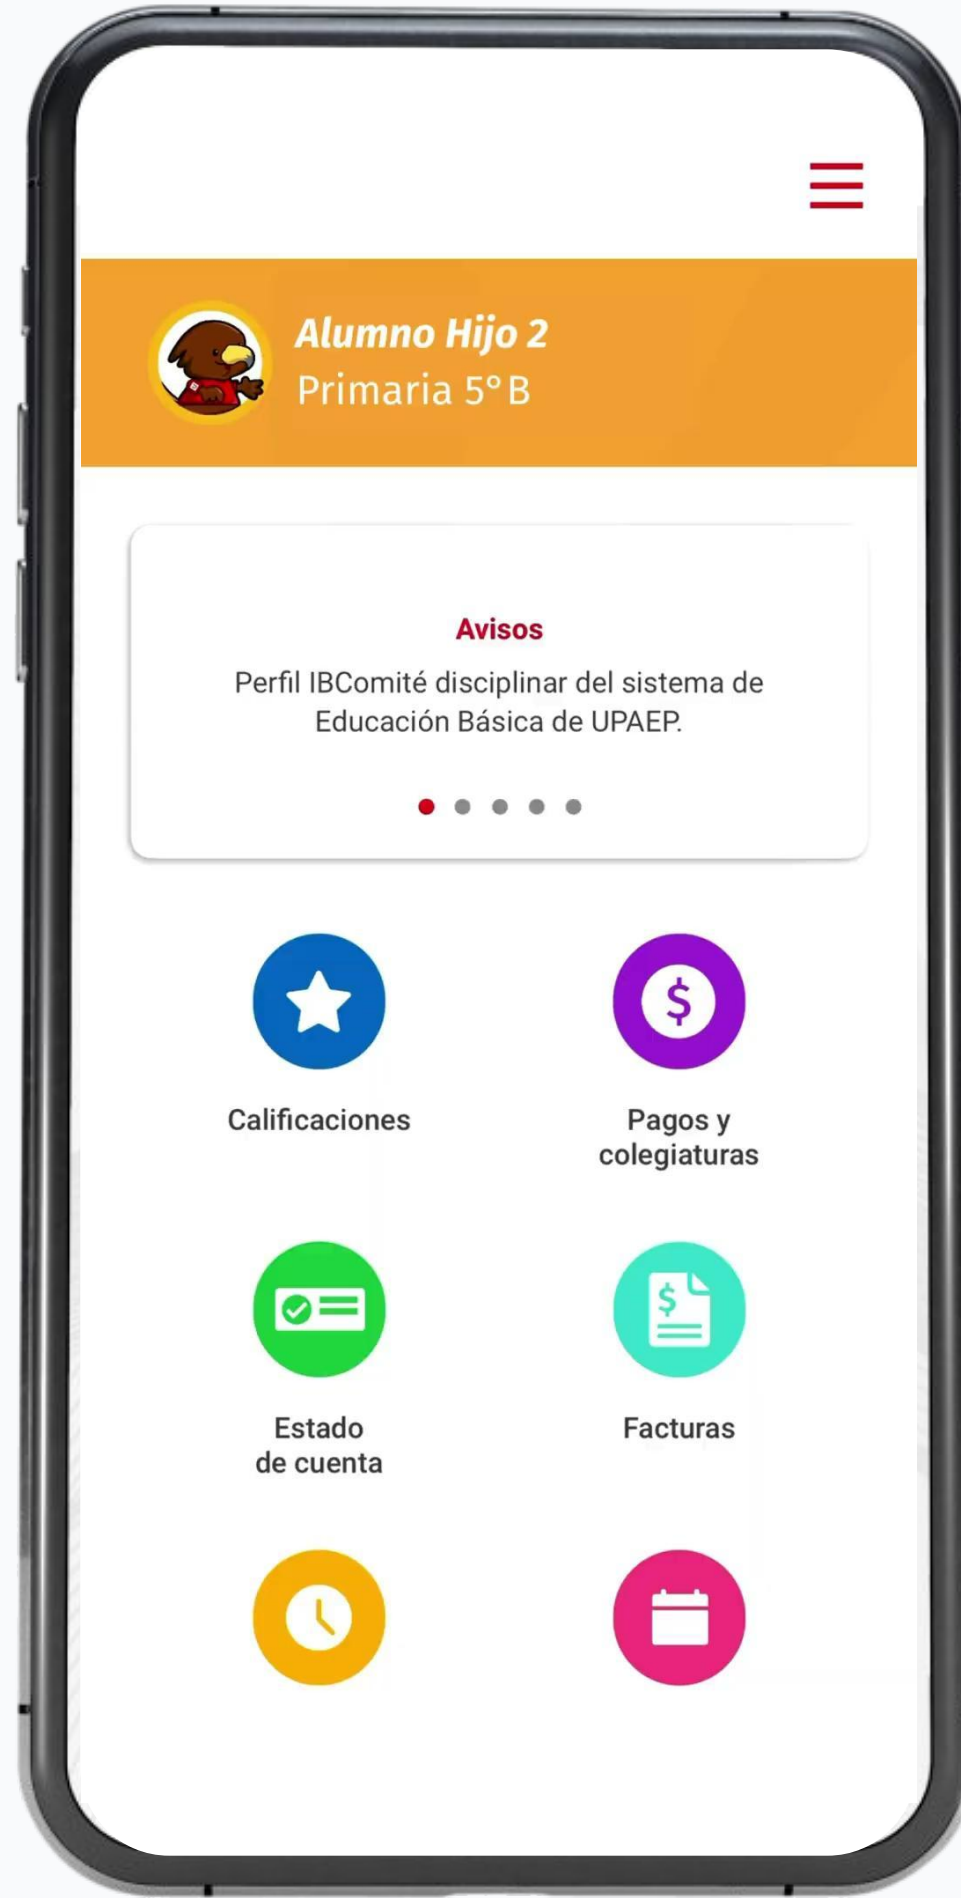 Alumno Hijo 2
Primaria 5° B
Avisos
Perfil IBComité disciplinar del sistema de
Educación Básica de UPAEP.
Calificaciones
Pagos y
colegiaturas
Estado
de cuenta
Facturas